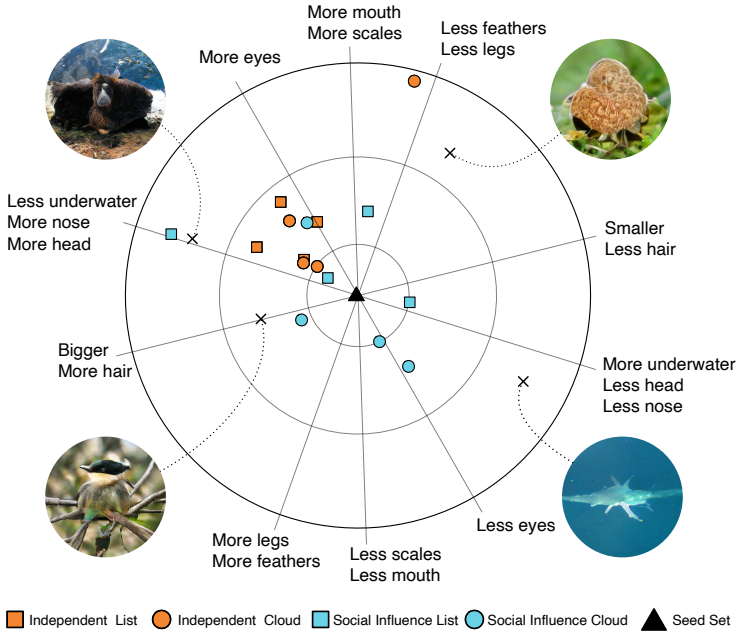 More mouth
More scales
Less feathers
Less legs
More eyes
Less underwater
More nose
More head
Smaller
Less hair
Bigger
More hair
More underwater
Less head
Less nose
Less eyes
More legs
More feathers
Less scales
Less mouth
Independent List Independent Cloud Social Influence List Social Influence Cloud Seed Set